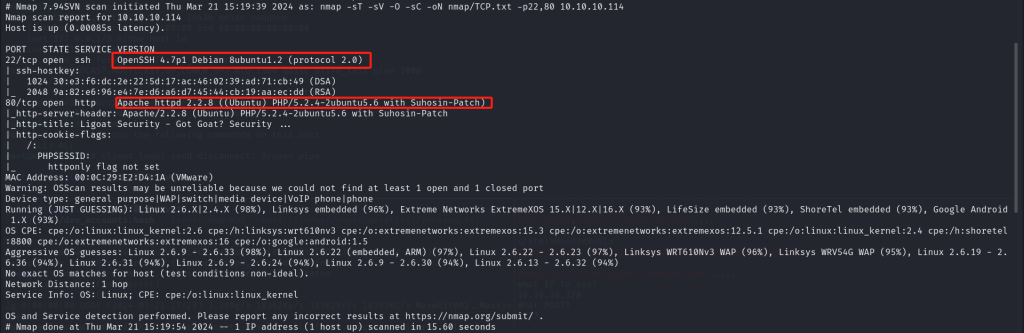 # Nmap 7.94SVN scan initiated Thu Mar 21 15:19:39 2024 as: nmap -sT -sV -O -sC -oN nmap/TCP.txt -p22,80 10.10.10.114
Nmap scan report for 10.10.10.114
Host is up (0.00085s latency).
PORT   STATE SERVICE VERSION
22/tcp open  ssh     OpenSSH 4.7p1 Debian 8ubuntu1.2 (protocol 2.0)
| ssh-hostkey:
|   1024 30:e3:f6:dc:2e:22:5d:17:ac:46:02:39:ad:71:cb:49 (DSA)
|_  2048 9a:82:e6:96:e4:7e:d6:a6:d7:45:44:cb:19:aa:ec:dd (RSA)
80/tcp open  http    Apache httpd 2.2.8 ((Ubuntu) PHP/5.2.4-2ubuntu5.6 with Suhosin-Patch)
|_http-server-header: Apache/2.2.8 (Ubuntu) PHP/5.2.4-2ubuntu5.6 with Suhosin-Patch
|_http-title: Ligoat Security - Got Goat? Security ...
| http-cookie-flags:
|   /:
|     PHPSESSID:
|_      httponly flag not set
MAC Address: 00:0C:29:E2:D4:1A (VMware)
Warning: OSScan results may be unreliable because we could not find at least 1 open and 1 closed port
Device type: general purpose|WAP|switch|media device|VoIP phone|phone
Running (JUST GUESSING): Linux 2.6.X|2.4.X (98%), Linksys embedded (96%), Extreme Networks ExtremeXOS 15.X|12.X|16.X (93%), LifeSize embedded (93%), ShoreTel embedded (93%), Google Android
1.X (93%)
OS CPE: cpe:/o:linux:linux_kernel:2.6 cpe:/h:linksys:wrt610nv3 cpe:/o:extremenetworks:extremexos:15.3 cpe:/o:extremenetworks:extremexos:12.5.1 cpe:/o:linux:linux_kernel:2.4 cpe:/h:shoretel
:8800 cpe:/o:extremenetworks:extremexos:16 cpe:/o:google:android:1.5
Aggressive OS guesses: Linux 2.6.9 - 2.6.33 (98%), Linux 2.6.22 (embedded, ARM) (97%), Linux 2.6.22 - 2.6.23 (97%), Linksys WRT610Nv3 WAP (96%), Linksys WRV54G WAP (95%), Linux 2.6.19 - 2.
6.36 (94%), Linux 2.6.31 (94%), Linux 2.6.9 - 2.6.24 (94%), Linux 2.6.9 - 2.6.30 (94%), Linux 2.6.13 - 2.6.32 (94%)
No exact OS matches for host (test conditions non-ideal).
Network Distance: 1 hop
Service Info: OS: Linux; CPE: cpe:/o:linux:linux_kernel
OS and Service detection performed. Please report any incorrect results at https://nmap.org/submit/ .
# Nmap done at Thu Mar 21 15:19:54 2024 -- 1 IP address (1 host up) scanned in 15.60 seconds